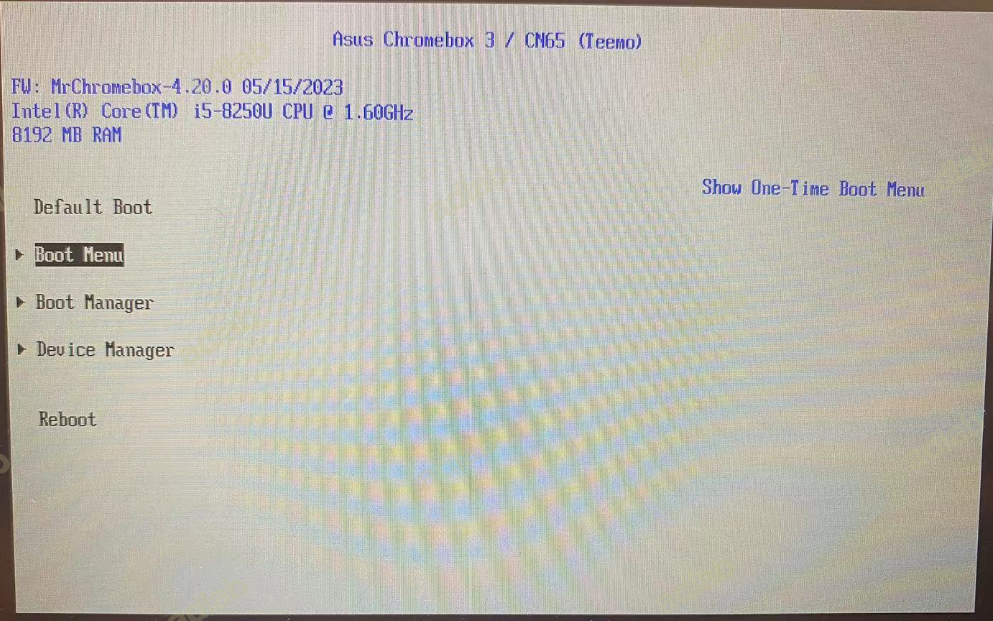 Asus Chromebox 3 / CN65 (Teemo)
FW: MrChromebox-4.20.0 05/15/2023
Intel(R) Core(TM) i5-8250U CPU @ 1.60GHz
8192 MB RAM
Show One-Time Boot Menu
Default Boot
Boot Menu
Boot Manager
Device Manager
Reboot